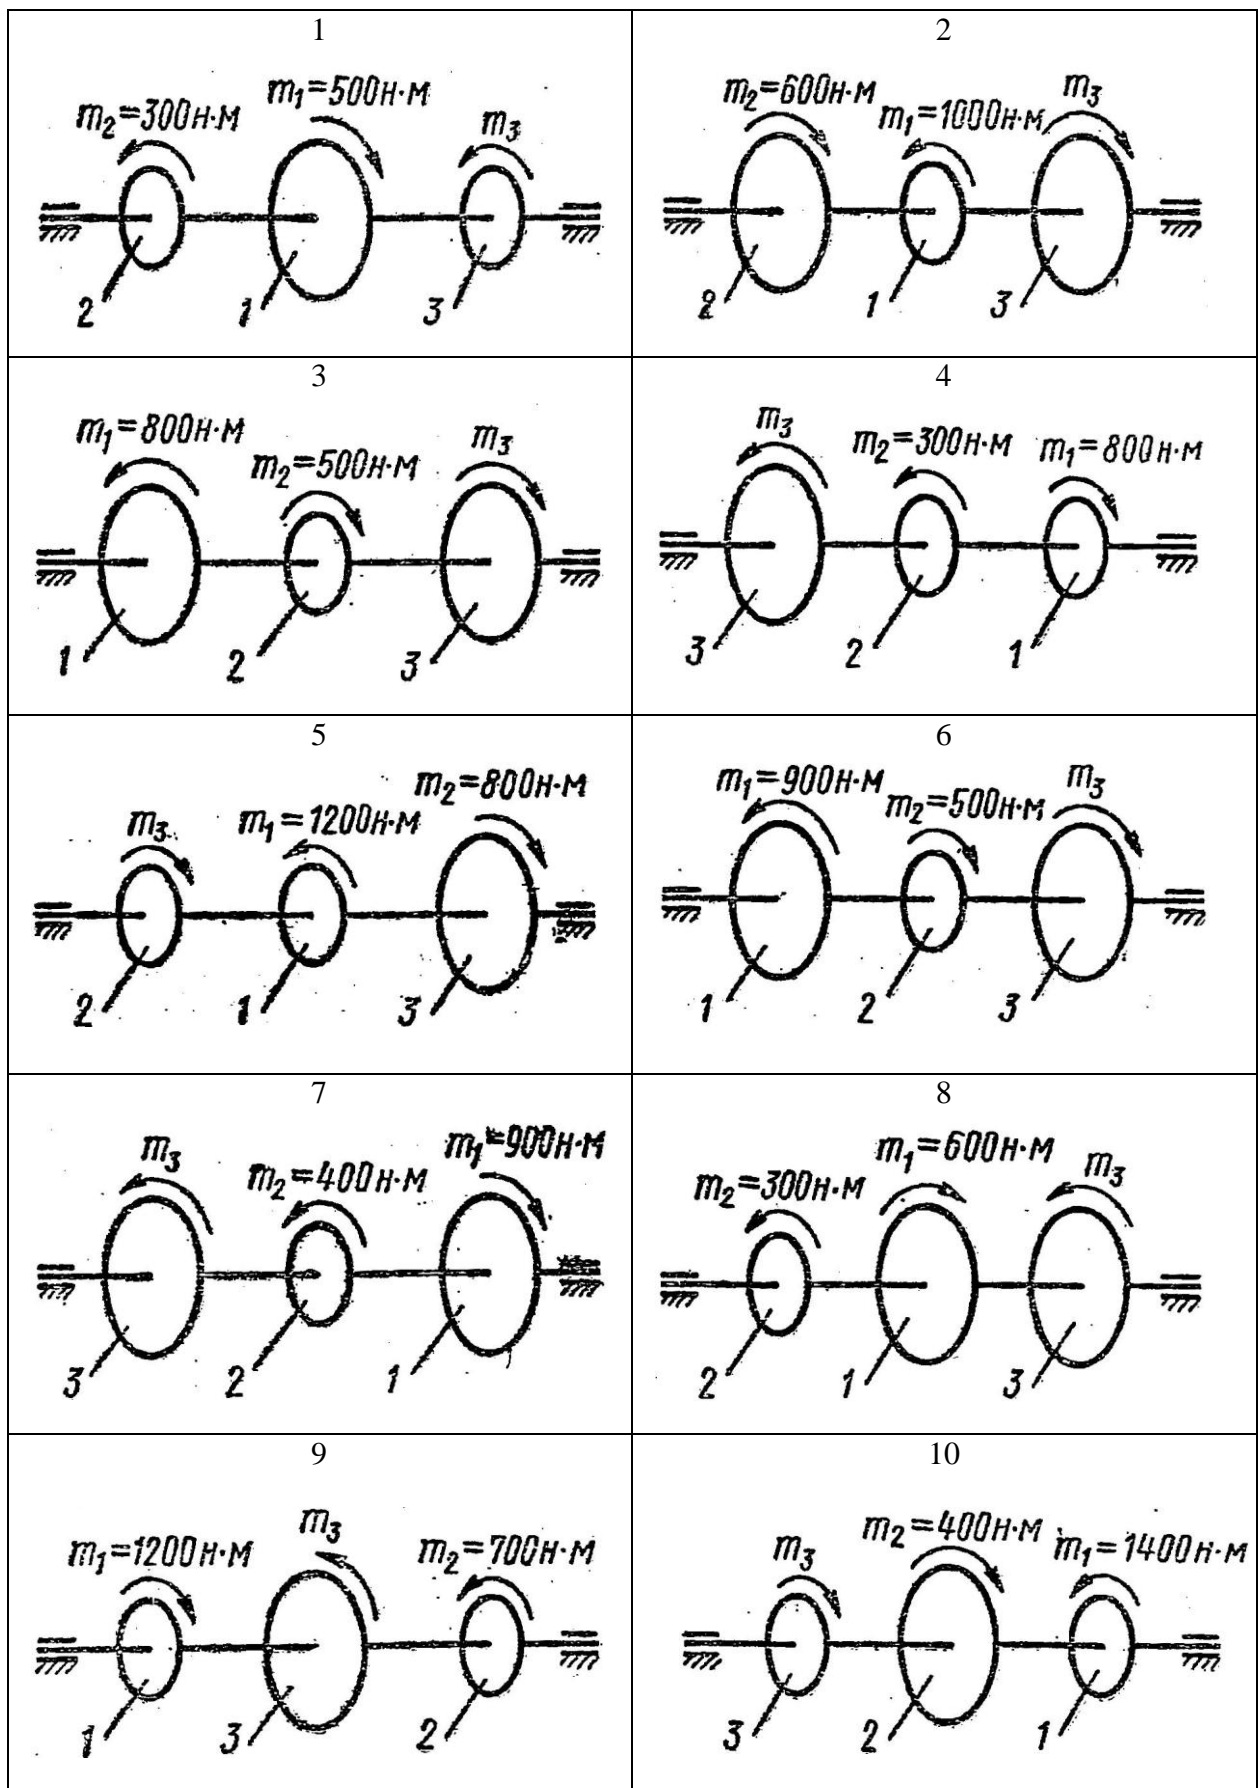 1
m₂=300н·м
m₁=500н·м
m₃
2
1
3
2
m₂=600н·м
m₁=1000н·м
m₃
2
1
3
3
m₁=800н·м
m₂=500н·м
m₃
1
2
3
4
m₃
m₂=300н·м
m₁=800н·м
3
2
1
5
m₃
m₁=1200н·м
m₂=800н·м
2
1
3
6
m₁=900н·м
m₂=500н·м
m₃
1
2
3
7
m₃
m₂=400н·м
m₁=900н·м
3
2
1
8
m₂=300н·м
m₁=600н·м
m₃
2
1
3
9
m₁=1200н·м
m₃
m₂=700н·м
1
3
2
10
m₃
m₂=400н·м
m₁=1400н·м
3
2
1